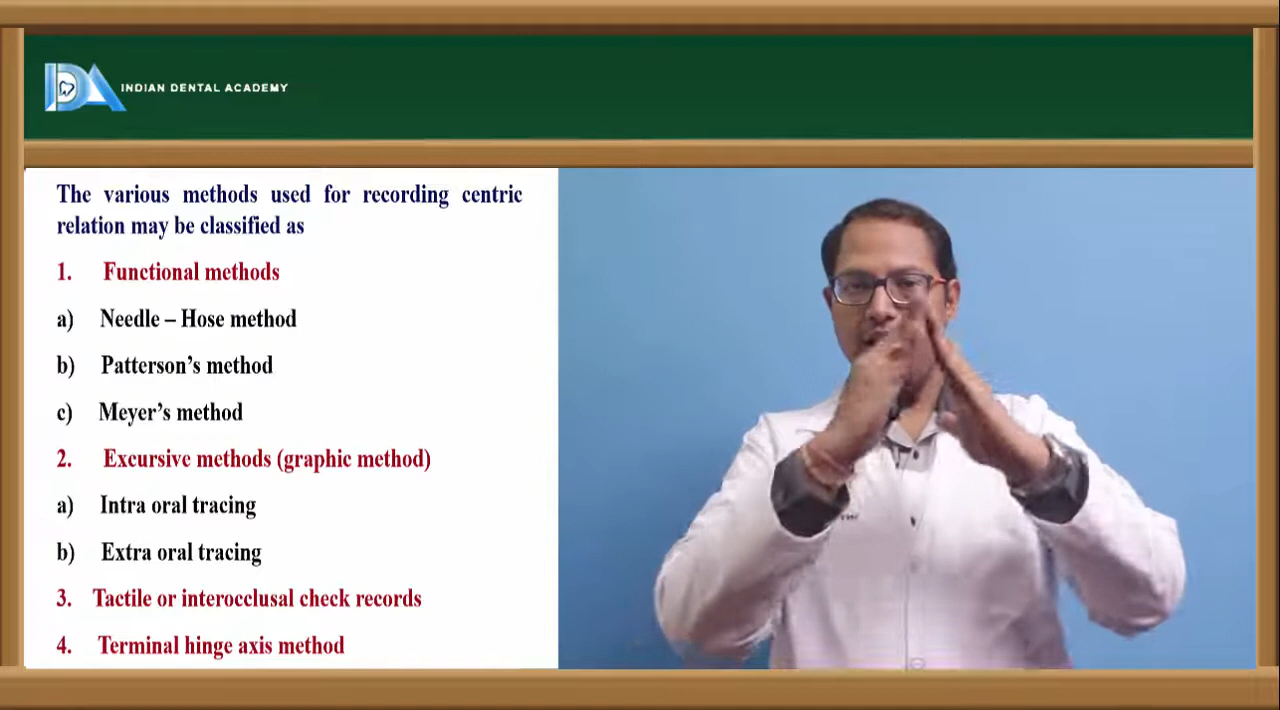 INDIAN DENTAL ACADEMY
The various methods used for recording centric
relation may be classified as
1. Functional methods
a) Needle – Hose method
b) Patterson’s method
c) Meyer’s method
2. Excursive methods (graphic method)
a) Intra oral tracing
b) Extra oral tracing
3. Tactile or interocclusal check records
4. Terminal hinge axis method